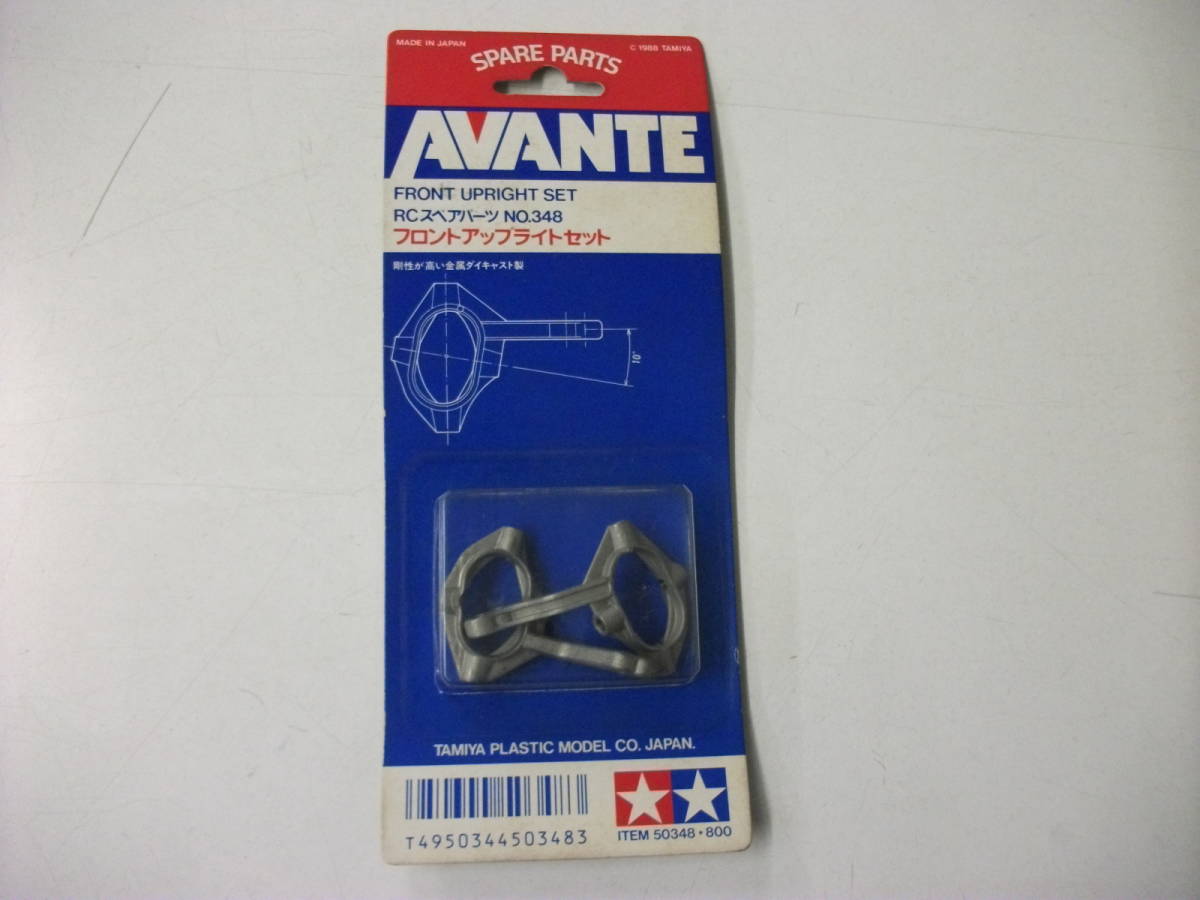 MADE IN JAPAN
SPARE PARTS
C 1988 TAMIYA
AVANTE
FRONT UPRIGHT SET
RCスペアパーツ NO.348
フロントアップライトセット
剛性が高い金属ダイキャスト製
10°
TAMIYA PLASTIC MODEL CO. JAPAN.
T4950344503483
ITEM 50348・800